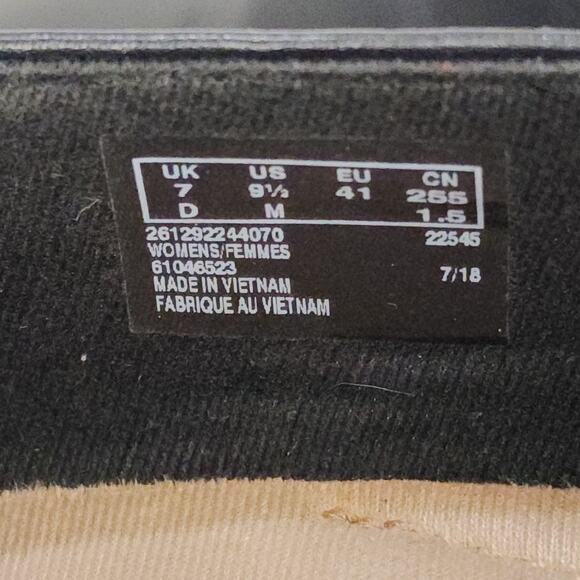 UK US EU CN
7 9½ 41 255
D M 1.5
261292244070 22545
WOMENS/FEMMES
61046523 7/18
MADE IN VIETNAM
FABRIQUE AU VIETNAM